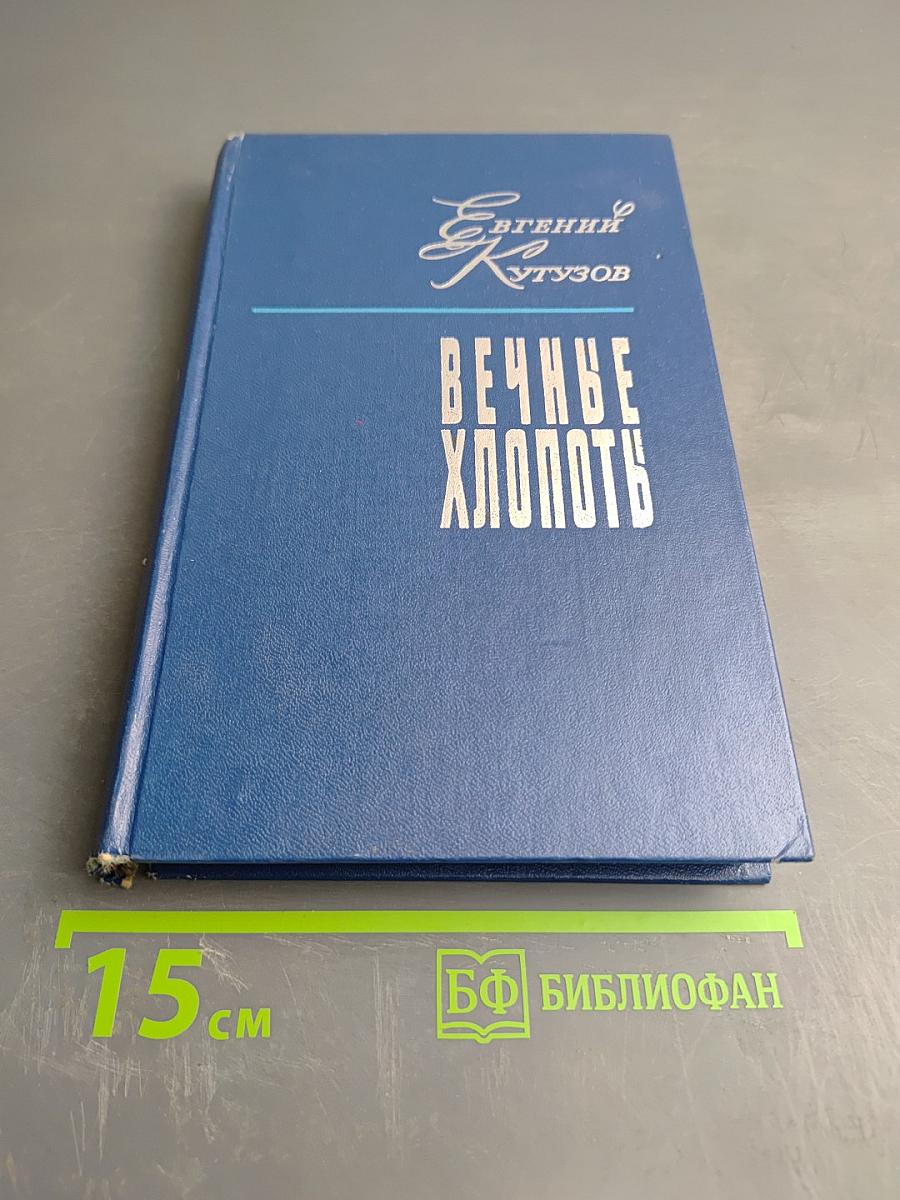 Евгений
Кутузов
ВЕЧНЫЕ
ХЛОПОТЫ
15 см
БФ БИБЛИОФАН